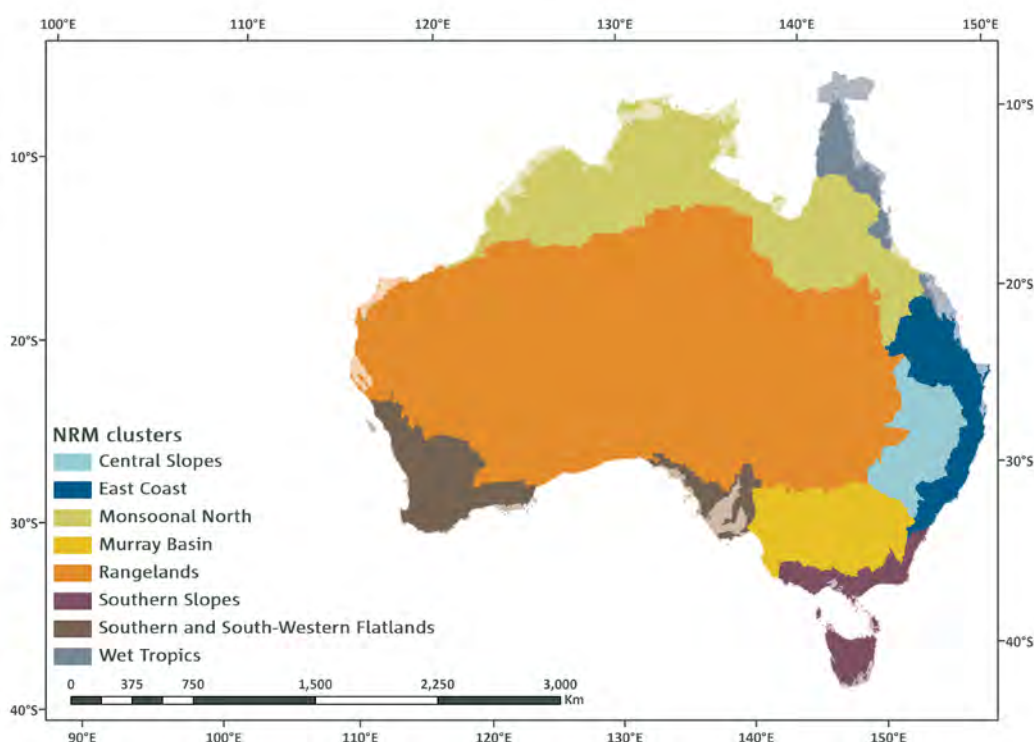 100°E 110°E 120°E 130°E 140°E 150°E
10°S
10°S
20°S
20°S
30°S
30°S
40°S
40°S
NRM clusters
Central Slopes
East Coast
Monsoonal North
Murray Basin
Rangelands
Southern Slopes
Southern and South-Western Flatlands
Wet Tropics
0 375 750 1,500 2,250 3,000
Km
90°E 100°E 110°E 120°E 130°E 140°E 150°E